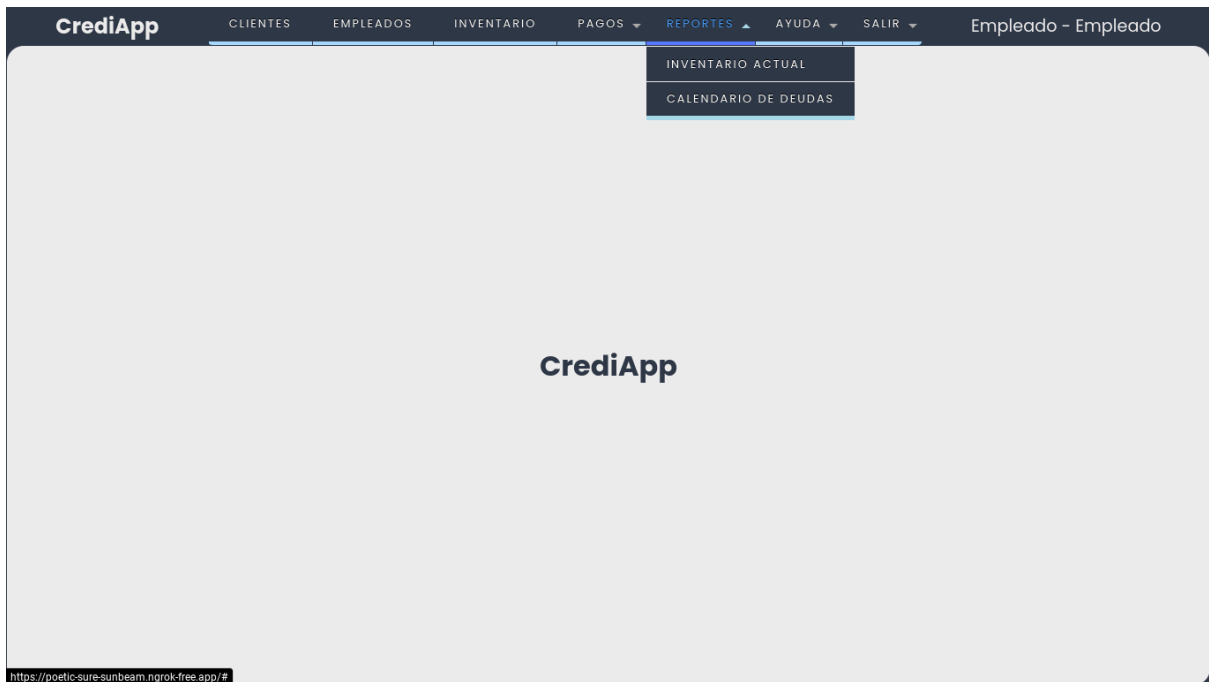 CrediApp CLIENTES EMPLEADOS INVENTARIO PAGOS REPORTES AYUDA SALIR Empleado - Empleado
INVENTARIO ACTUAL
CALENDARIO DE DEUDAS
CrediApp
https://poetic-sure-sunbeam.ngrok-free.app/#